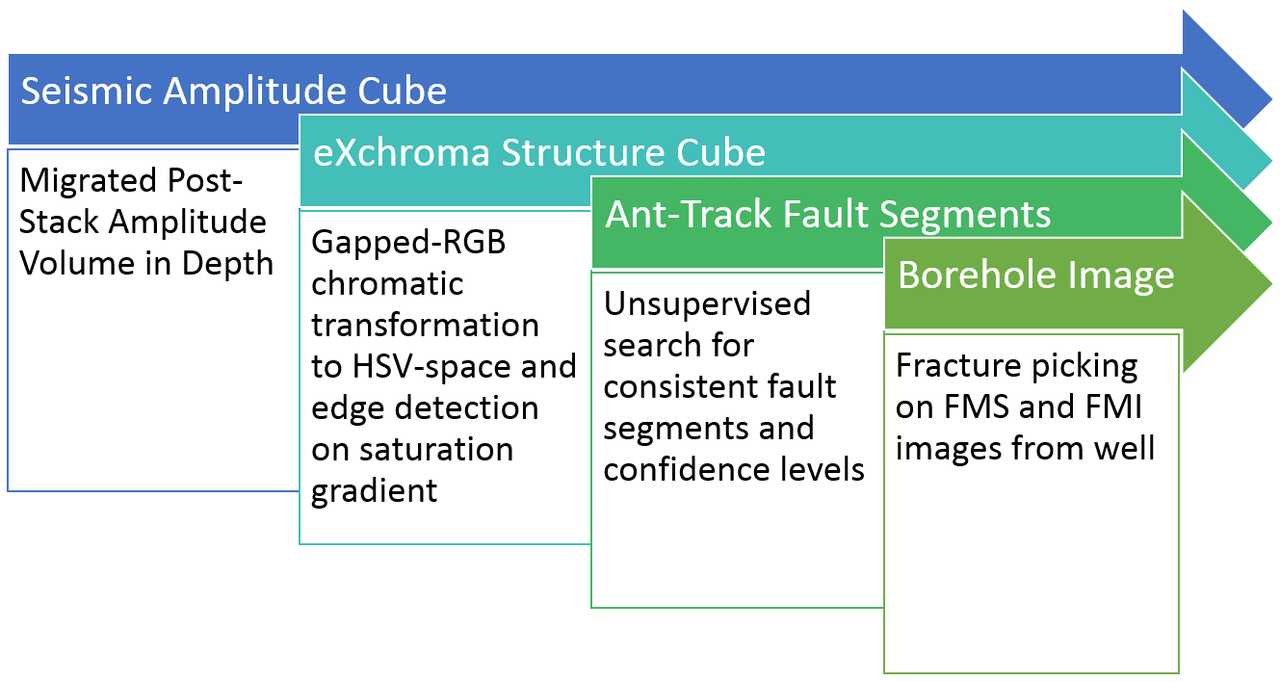 Seismic Amplitude Cube
Migrated Post-
Stack Amplitude
Volume in Depth
eXchroma Structure Cube
Gapped-RGB
chromatic
transformation
to HSV-space and
edge detection
on saturation
gradient
Ant-Track Fault Segments
Unsupervised
search for
consistent fault
segments and
confidence levels
Borehole Image
Fracture picking
on FMS and FMI
images from well